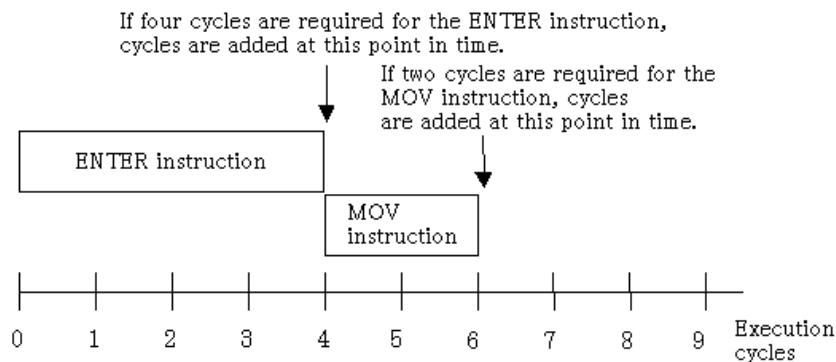 If four cycles are required for the ENTER instruction,
cycles are added at this point in time.
If two cycles are required for the
MOV instruction, cycles
are added at this point in time.
ENTER instruction
MOV
instruction
0 1 2 3 4 5 6 7 8 9 Execution
cycles